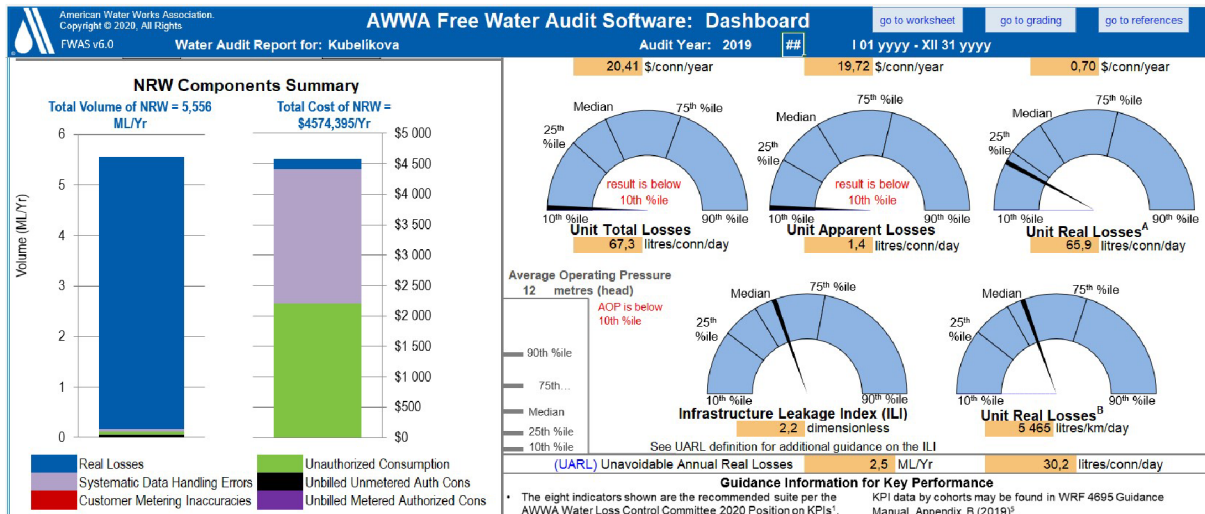 American Water Works Association.
Copyright © 2020, All Rights
FWAS v6.0
AWWA Free Water Audit Software: Dashboard
go to worksheet
go to grading
go to references
Water Audit Report for: Kubelikova
Audit Year: 2019
##
I 01 yyyy - XII 31 yyyy
NRW Components Summary
Total Volume of NRW = 5,556
ML/Yr
Total Cost of NRW =
$4574,395/Yr
Volume (ML/Yr)
6
5
4
3
2
1
0
$5 000
$4 500
$4 000
$3 500
$3 000
$2 500
$2 000
$1 500
$1 000
$500
$0
Real Losses
Systematic Data Handling Errors
Customer Metering Inaccuracies
Unauthorized Consumption
Unbilled Unmetered Auth Cons
Unbilled Metered Authorized Cons
20,41 $/conn/year
19,72 $/conn/year
0,70 $/conn/year
10th %ile
25th %ile
Median
75th %ile
90th %ile
result is below
10th %ile
Unit Total Losses
67,3 litres/conn/day
10th %ile
25th %ile
Median
75th %ile
90th %ile
result is below
10th %ile
Unit Apparent Losses
1,4 litres/conn/day
10th %ile
25th %ile
Median
75th %ile
90th %ile
Unit Real Losses^A
65,9 litres/conn/day
Average Operating Pressure
12 metres (head)
AOP is below
10th %ile
90th %ile
75th...
Median
25th %ile
10th %ile
10th %ile
25th %ile
Median
75th %ile
90th %ile
Infrastructure Leakage Index (ILI)
2,2 dimensionless
10th %ile
25th %ile
Median
75th %ile
90th %ile
Unit Real Losses^B
5 465 litres/km/day
See UARL definition for additional guidance on the ILI
(UARL) Unavoidable Annual Real Losses 2,5 ML/Yr 30,2 litres/conn/day
Guidance Information for Key Performance
• The eight indicators shown are the recommended suite per the
AWWA Water Loss Control Committee 2020 Position on KPIs¹.
KPI data by cohorts may be found in WRF 4695 Guidance
Manual, Appendix B (2019)⁵